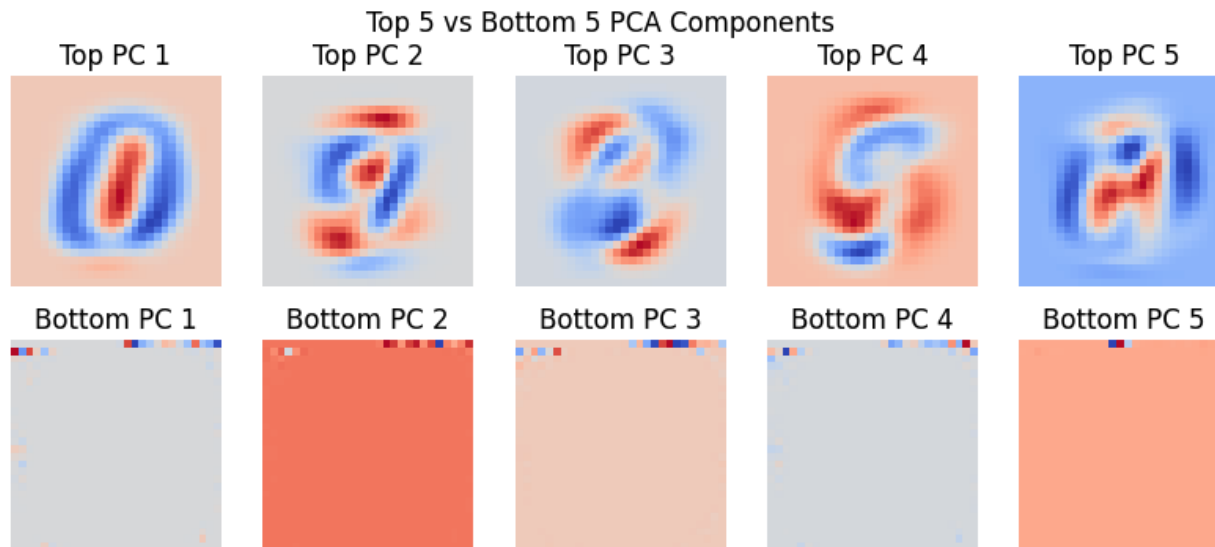 Top 5 vs Bottom 5 PCA Components
Top PC 1 Top PC 2 Top PC 3 Top PC 4 Top PC 5
Bottom PC 1 Bottom PC 2 Bottom PC 3 Bottom PC 4 Bottom PC 5